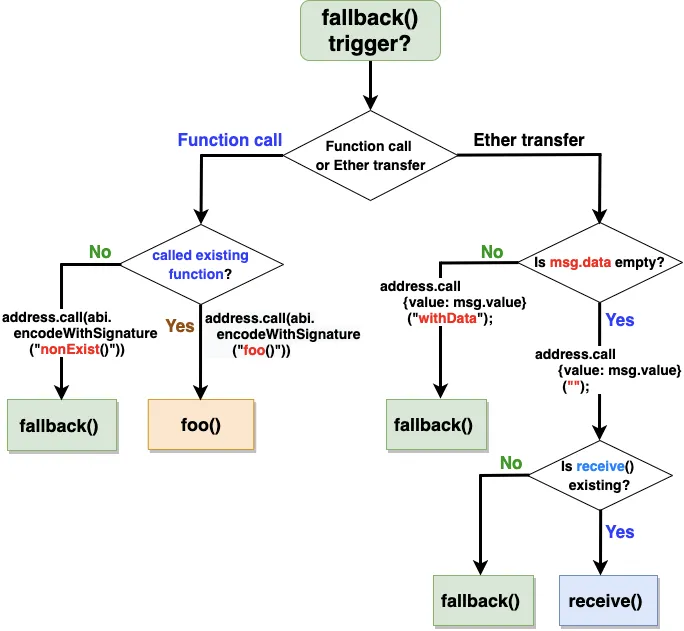 fallback()
trigger?
Function call
Function call
or Ether transfer
Ether transfer
No
called existing
function?
No
Is msg.data empty?
address.call(abi.
encodeWithSignature
("nonExist()"))
Yes
address.call(abi.
encodeWithSignature
("foo()"))
address.call
{value: msg.value}
("withData");
Yes
address.call
{value: msg.value}
("");
fallback()
foo()
fallback()
No
Is receive()
existing?
Yes
fallback()
receive()